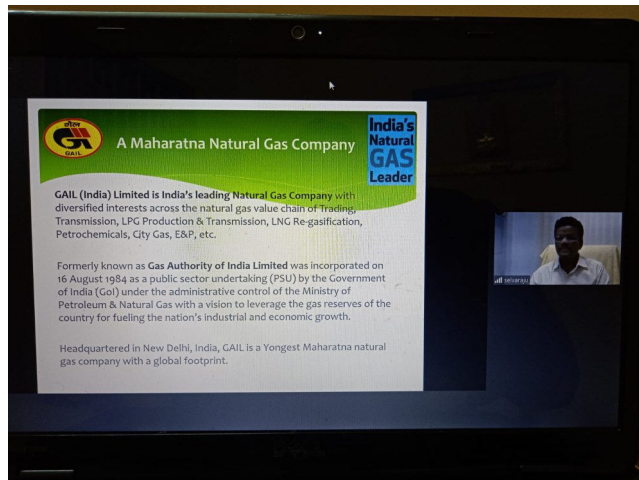 गेल
GAIL
A Maharatna Natural Gas Company
India's
Natural
GAS
Leader
GAIL (India) Limited is India's leading Natural Gas Company with
diversified interests across the natural gas value chain of Trading,
Transmission, LPG Production & Transmission, LNG Re-gasification,
Petrochemicals, City Gas, E&P, etc.
Formerly known as Gas Authority of India Limited was incorporated on
16 August 1984 as a public sector undertaking (PSU) by the Government
of India (GoI) under the administrative control of the Ministry of
Petroleum & Natural Gas with a vision to leverage the gas reserves of the
country for fueling the nation's industrial and economic growth.
Headquartered in New Delhi, India, GAIL is a Yongest Maharatna natural
gas company with a global footprint.
selvaraju